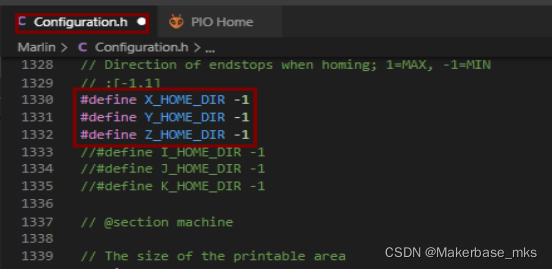 C Configuration.h PIO Home
Marlin > C Configuration.h > ...
1328 // Direction of endstops when homing; 1=MAX, -1=MIN
1329 // :[-1,1]
1330 #define X_HOME_DIR -1
1331 #define Y_HOME_DIR -1
1332 #define Z_HOME_DIR -1
1333 //#define I_HOME_DIR -1
1334 //#define J_HOME_DIR -1
1335 //#define K_HOME_DIR -1
1336
1337 // @section machine
1338
1339 // The size of the printable area
CSDN @Makerbase_mks